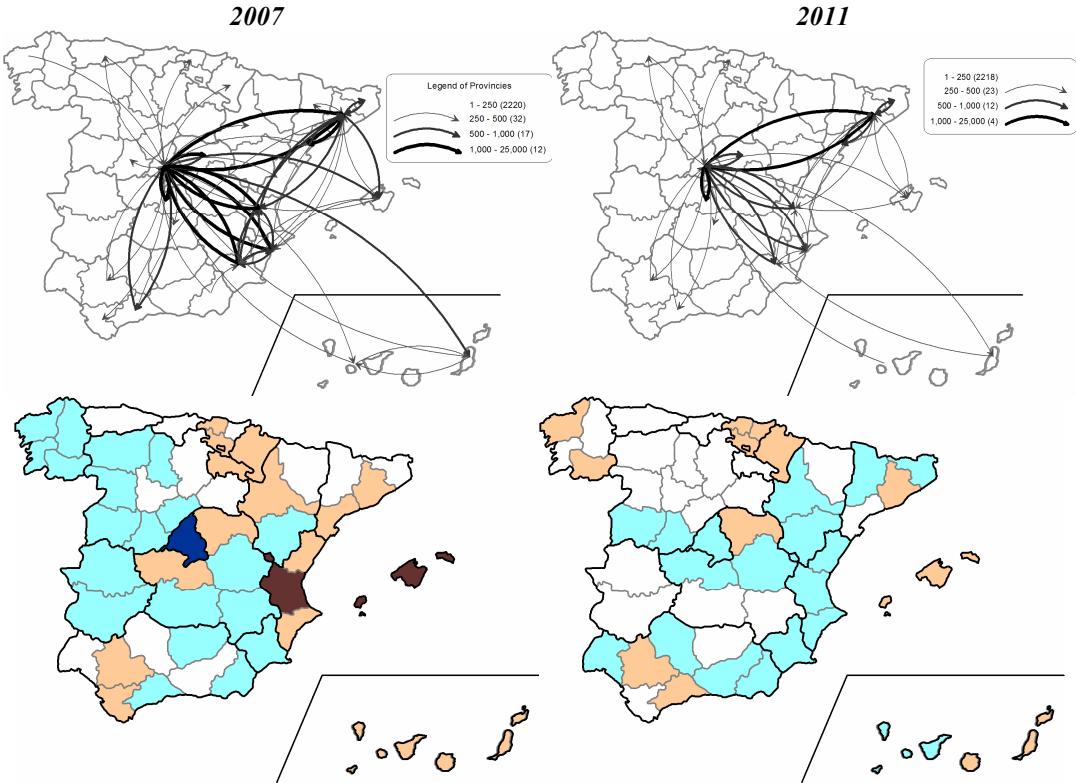 2007
2011
Legend of Provinces
1 - 250 (2220)
250 - 500 (32)
500 - 1,000 (17)
1,000 - 25,000 (12)
1 - 250 (2218)
250 - 500 (23)
500 - 1,000 (12)
1,000 - 25,000 (4)